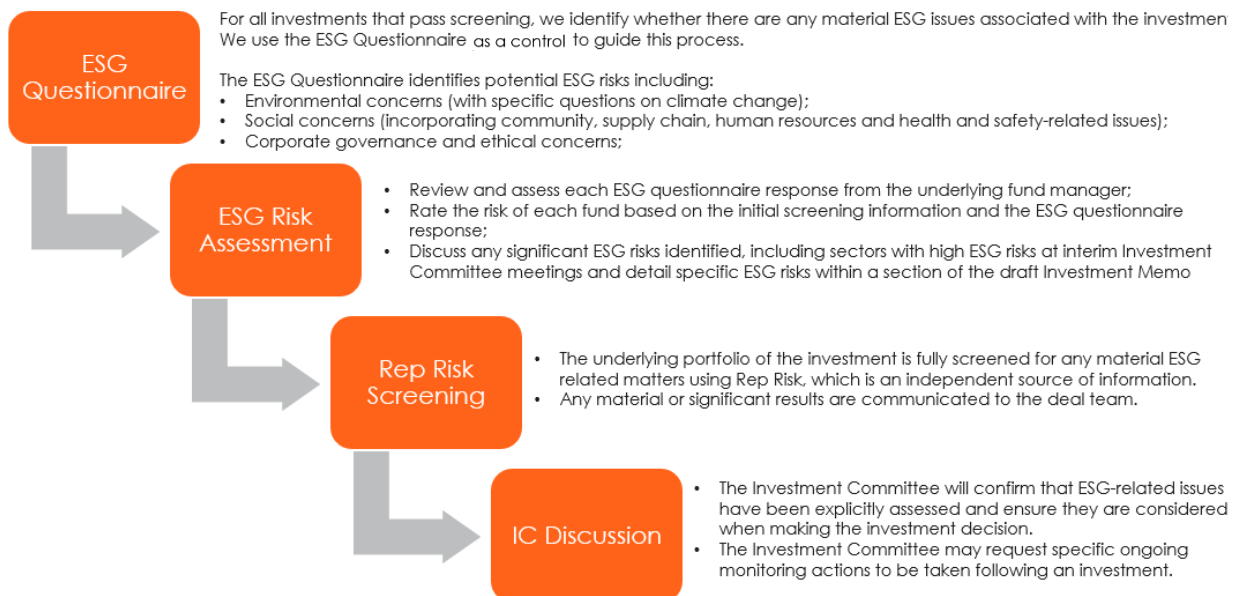 For all investments that pass screening, we identify whether there are any material ESG issues associated with the investmen
We use the ESG Questionnaire as a control to guide this process.
ESG
Questionnaire
The ESG Questionnaire identifies potential ESG risks including:
• Environmental concerns (with specific questions on climate change);
• Social concerns (incorporating community, supply chain, human resources and health and safety-related issues);
• Corporate governance and ethical concerns;
ESG Risk
Assessment
• Review and assess each ESG questionnaire response from the underlying fund manager;
• Rate the risk of each fund based on the initial screening information and the ESG questionnaire
response;
• Discuss any significant ESG risks identified, including sectors with high ESG risks at interim Investment
Committee meetings and detail specific ESG risks within a section of the draft Investment Memo
Rep Risk
Screening
• The underlying portfolio of the investment is fully screened for any material ESG
related matters using Rep Risk, which is an independent source of information.
• Any material or significant results are communicated to the deal team.
IC Discussion
• The Investment Committee will confirm that ESG-related issues
have been explicitly assessed and ensure they are considered
when making the investment decision.
• The Investment Committee may request specific ongoing
monitoring actions to be taken following an investment.